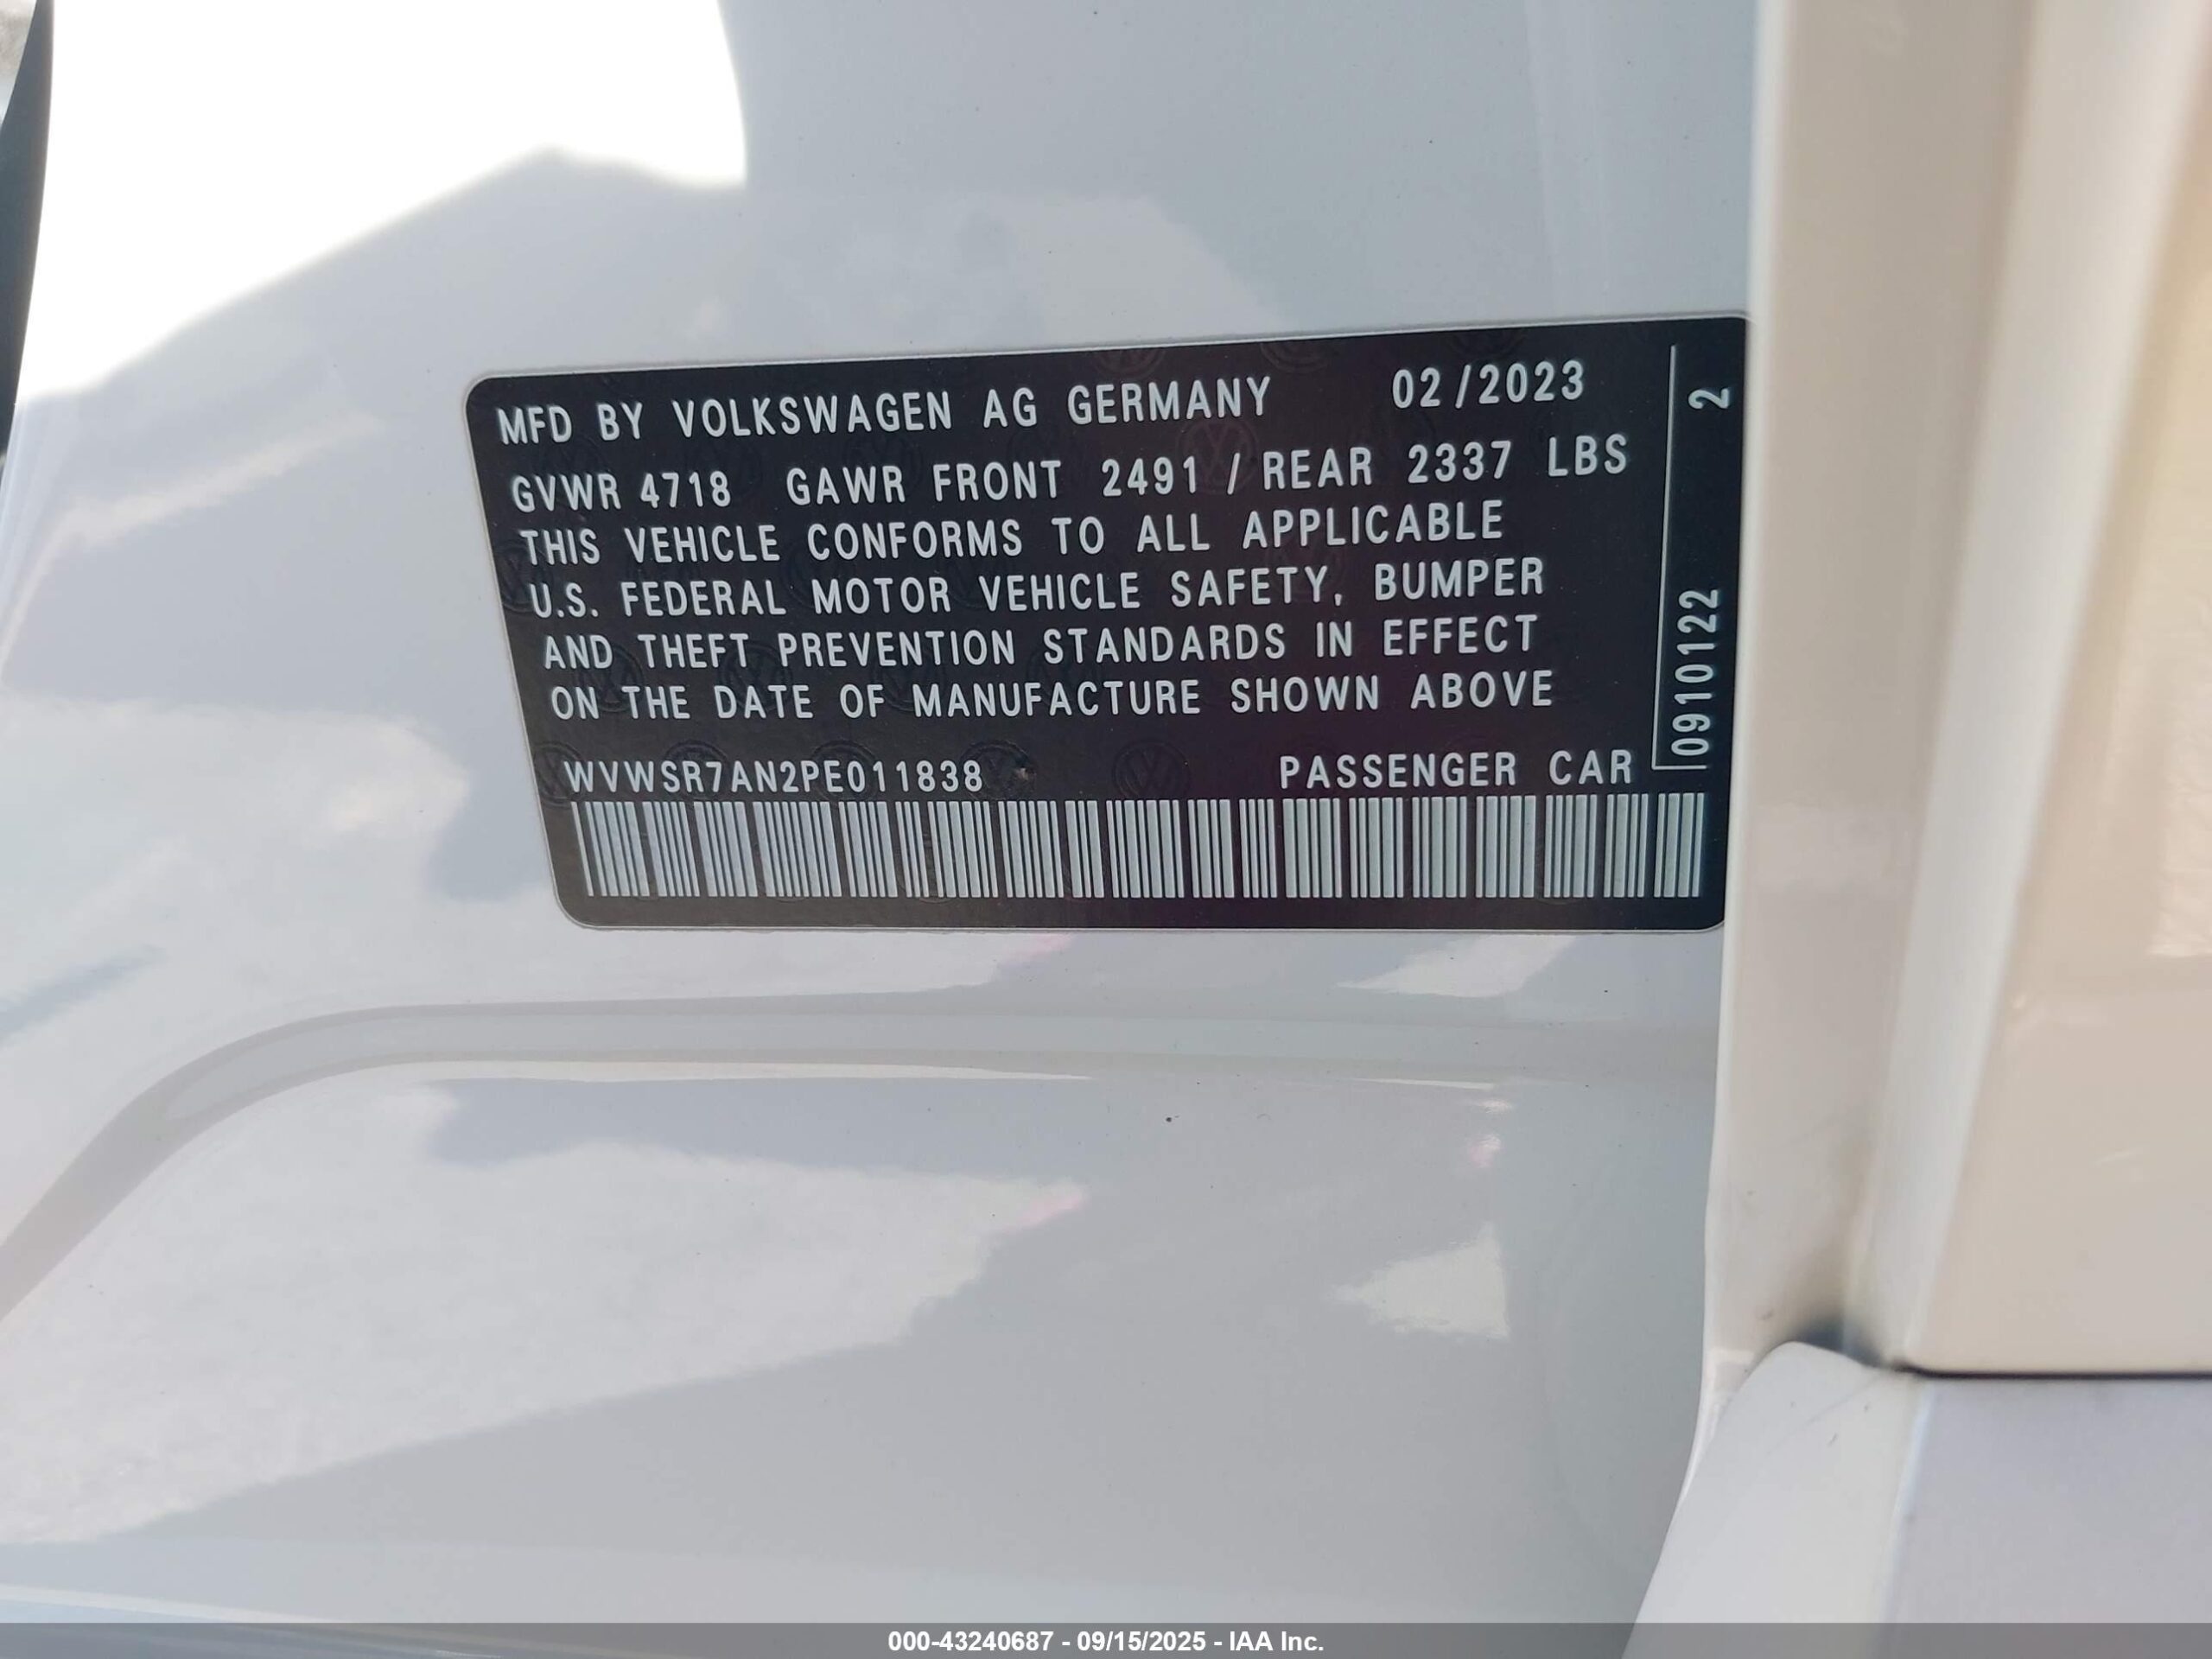 MFD BY VOLKSWAGEN AG GERMANY 02/2023
GVWR 4718 GAWR FRONT 2491 / REAR 2337 LBS
THIS VEHICLE CONFORMS TO ALL APPLICABLE
U.S. FEDERAL MOTOR VEHICLE SAFETY, BUMPER
AND THEFT PREVENTION STANDARDS IN EFFECT
ON THE DATE OF MANUFACTURE SHOWN ABOVE
WVWSR7AN2PE011838 PASSENGER CAR
0910122 2
000-43240687 - 09/15/2025 - IAA Inc.